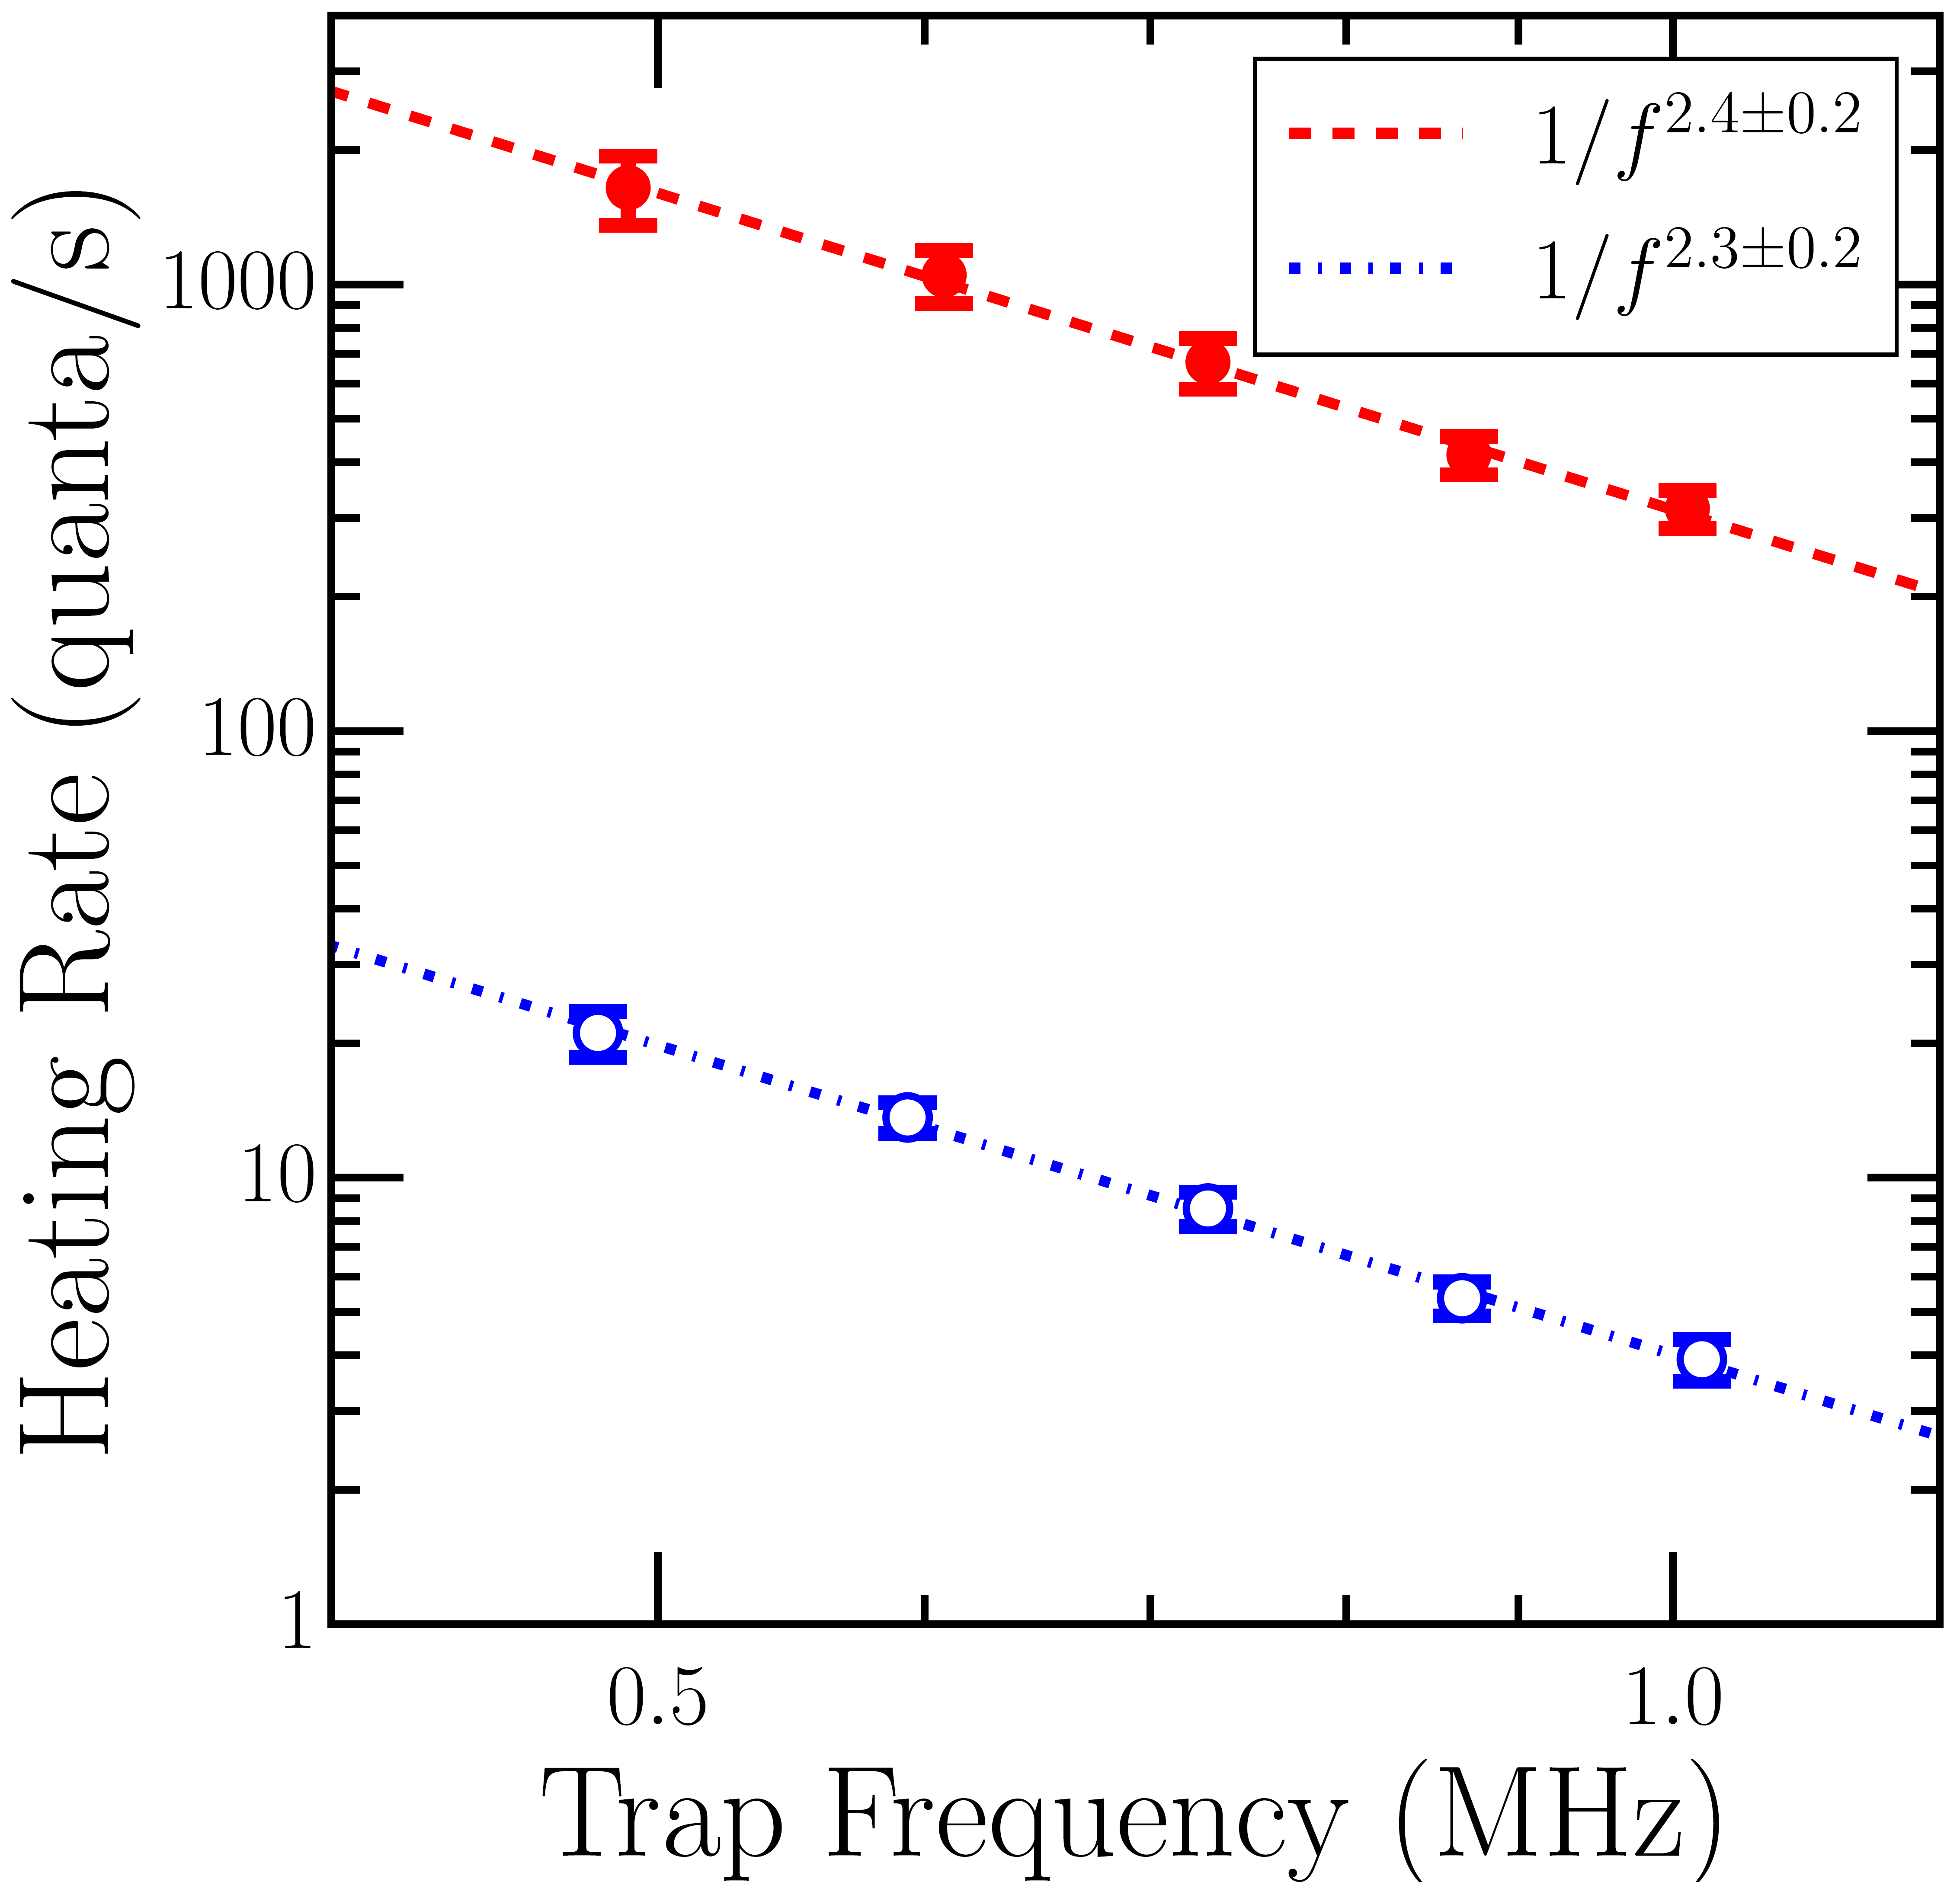 Heating Rate (quanta/s)
1000
100
10
1
1/f^{2.4±0.2}
1/f^{2.3±0.2}
0.5 1.0
Trap Frequency (MHz)